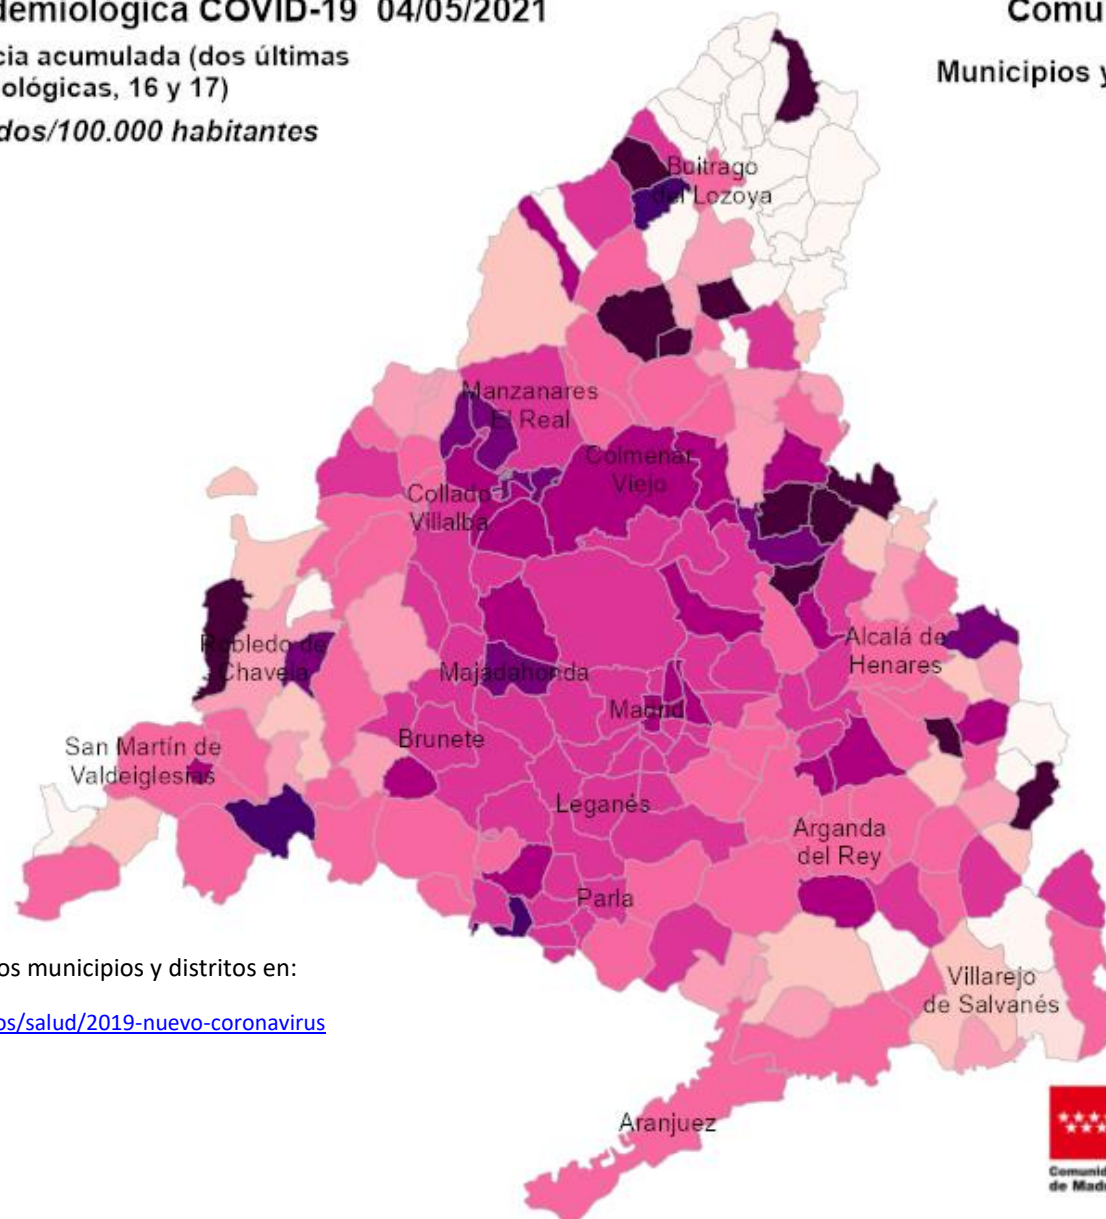 demiológica COVID-19 04/05/2021
Comu
cia acumulada (dos últimas
ológicas, 16 y 17)
Municipios y
dos/100.000 habitantes
Buitrago
del Lozoya
Manzanares
El Real
Colmenar
Viejo
Collado
Villalba
Robledo de
Chavela
Alcalá de
Henares
Majadahonda
Madrid
Brunete
San Martín de
Valdeiglesias
Leganés
Arganda
del Rey
Parla
os municipios y distritos en:
Villarejo
de Salvanés
os/salud/2019-nuevo-coronavirus
Aranjuez
Comunid
de Madr